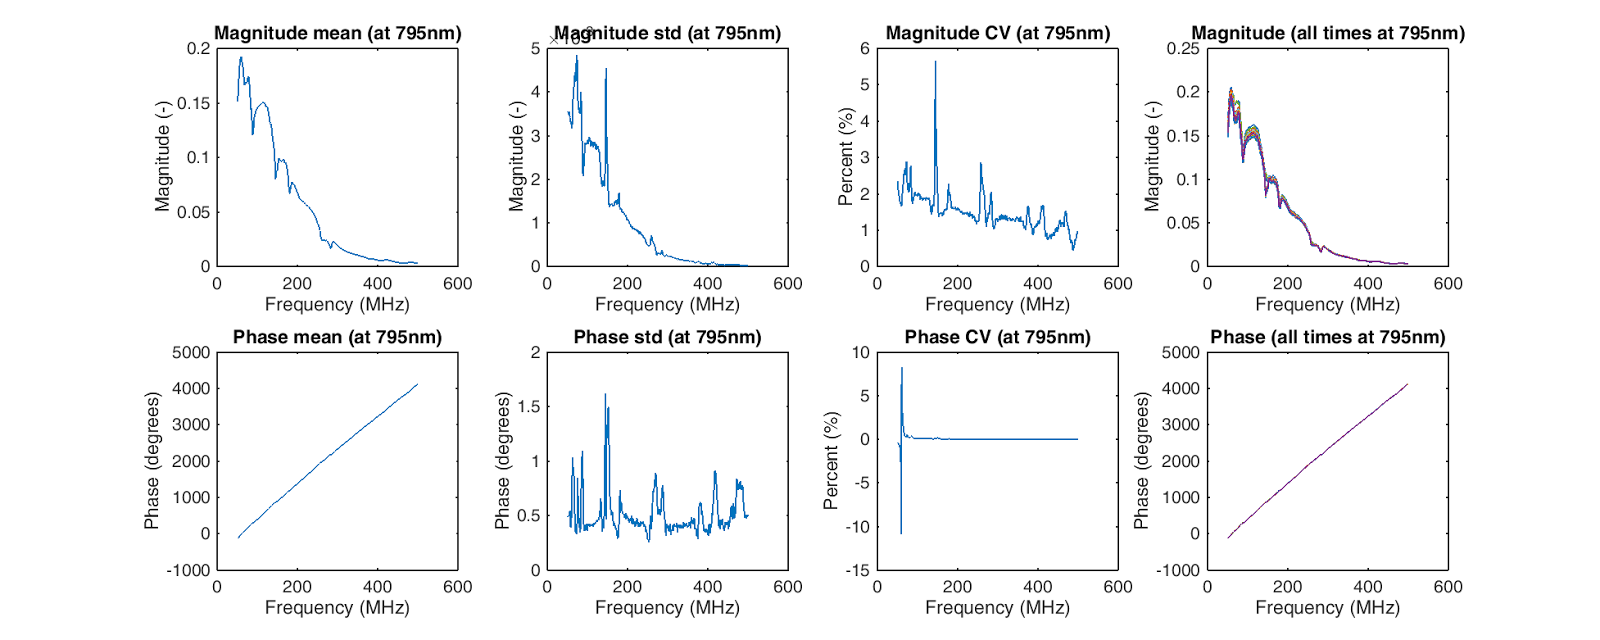 Magnitude mean (at 795nm)
0.2
0.15
0.1
0.05
0
Magnitude (-)
0 200 400 600
Frequency (MHz)
Magnitude std (at 795nm)
5
4
3
2
1
0
Magnitude (-)
0 200 400 600
Frequency (MHz)
Magnitude CV (at 795nm)
6
5
4
3
2
1
0
Percent (%)
0 200 400 600
Frequency (MHz)
Magnitude (all times at 795nm)
0.25
0.2
0.15
0.1
0.05
0
Magnitude (-)
0 200 400 600
Frequency (MHz)
Phase mean (at 795nm)
5000
4000
3000
2000
1000
0
-1000
Phase (degrees)
0 200 400 600
Frequency (MHz)
Phase std (at 795nm)
2
1.5
1
0.5
0
Phase (degrees)
0 200 400 600
Frequency (MHz)
Phase CV (at 795nm)
10
5
0
-5
-10
-15
Percent (%)
0 200 400 600
Frequency (MHz)
Phase (all times at 795nm)
5000
4000
3000
2000
1000
0
-1000
Phase (degrees)
0 200 400 600
Frequency (MHz)